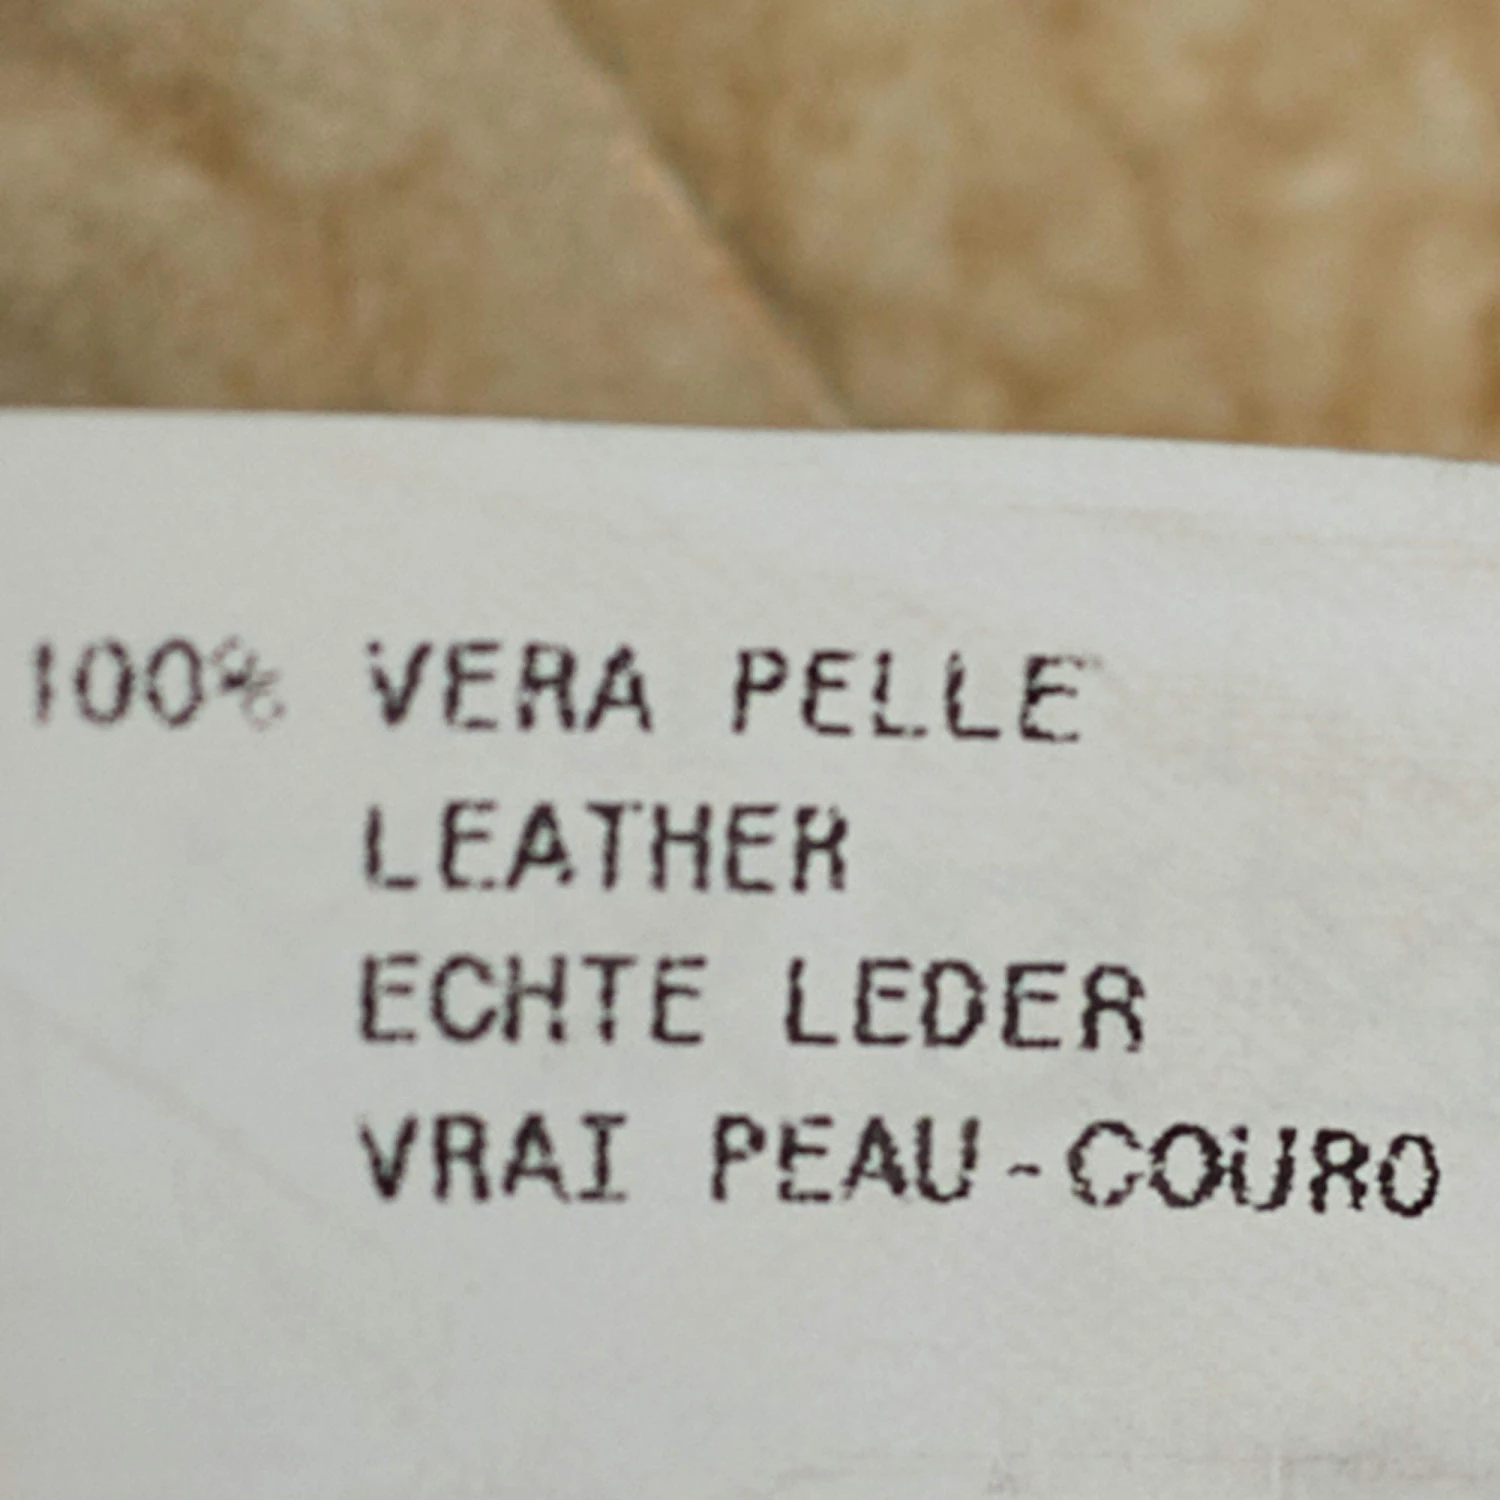 100% VERA PELLE
LEATHER
ECHTE LEDER
VRAI PEAU-COURO